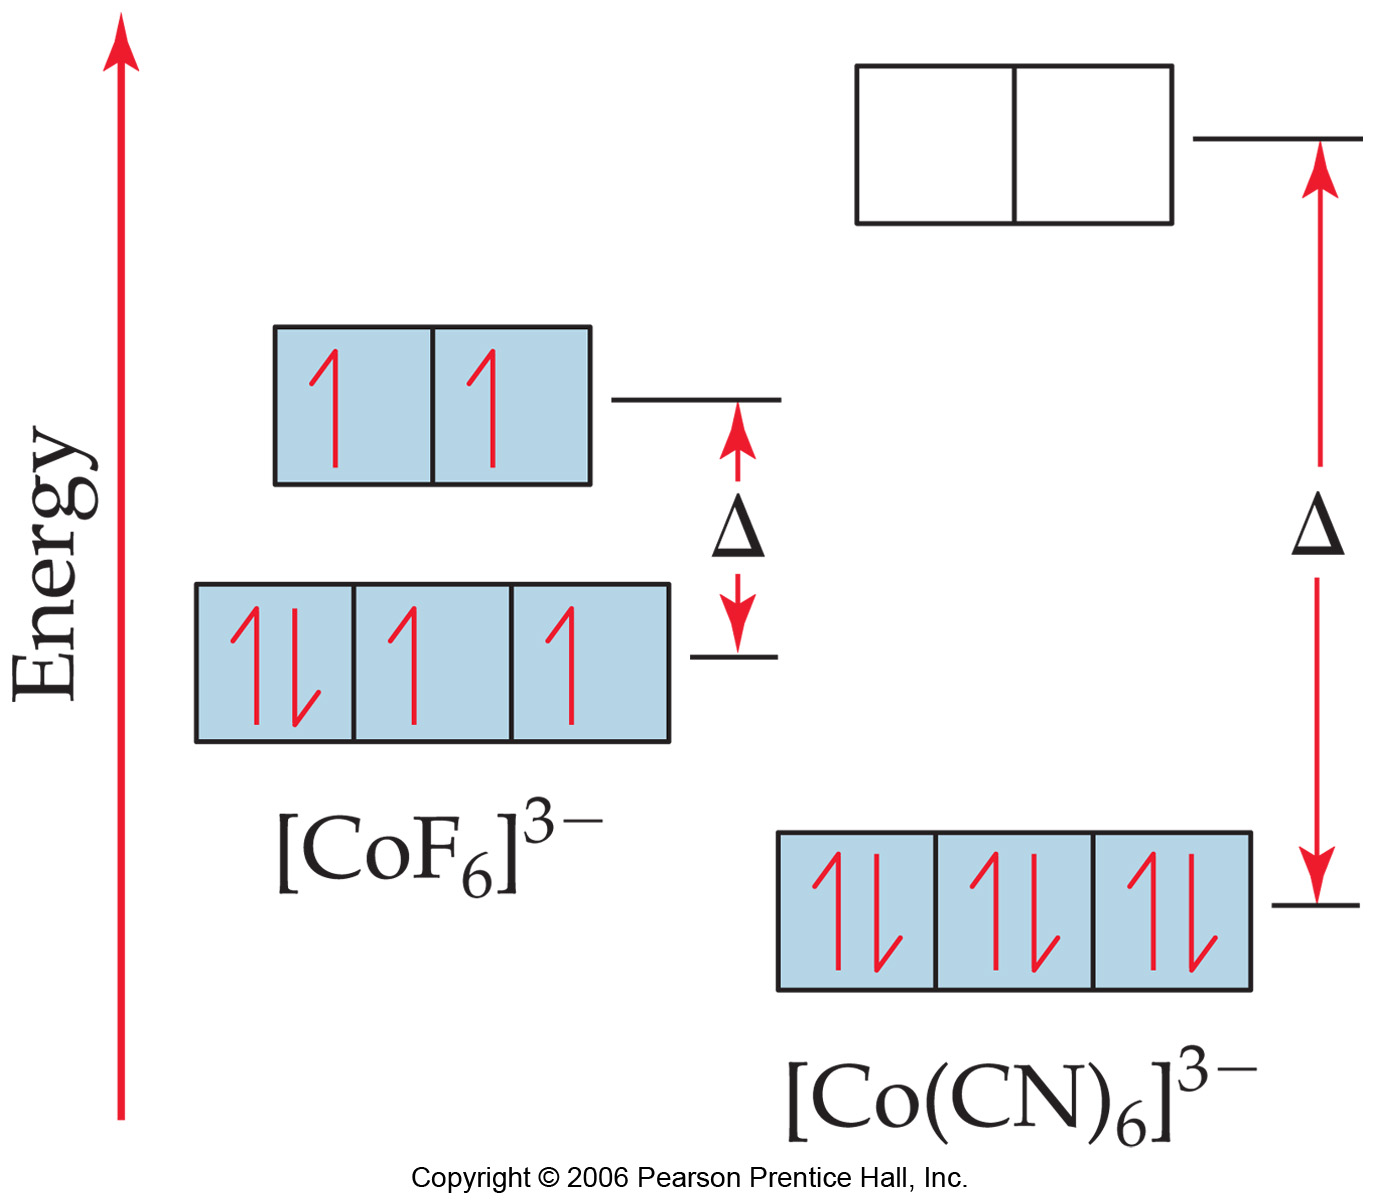 Energy
Δ
Δ
[CoF₆]³⁻
[Co(CN)₆]³⁻
Copyright © 2006 Pearson Prentice Hall, Inc.